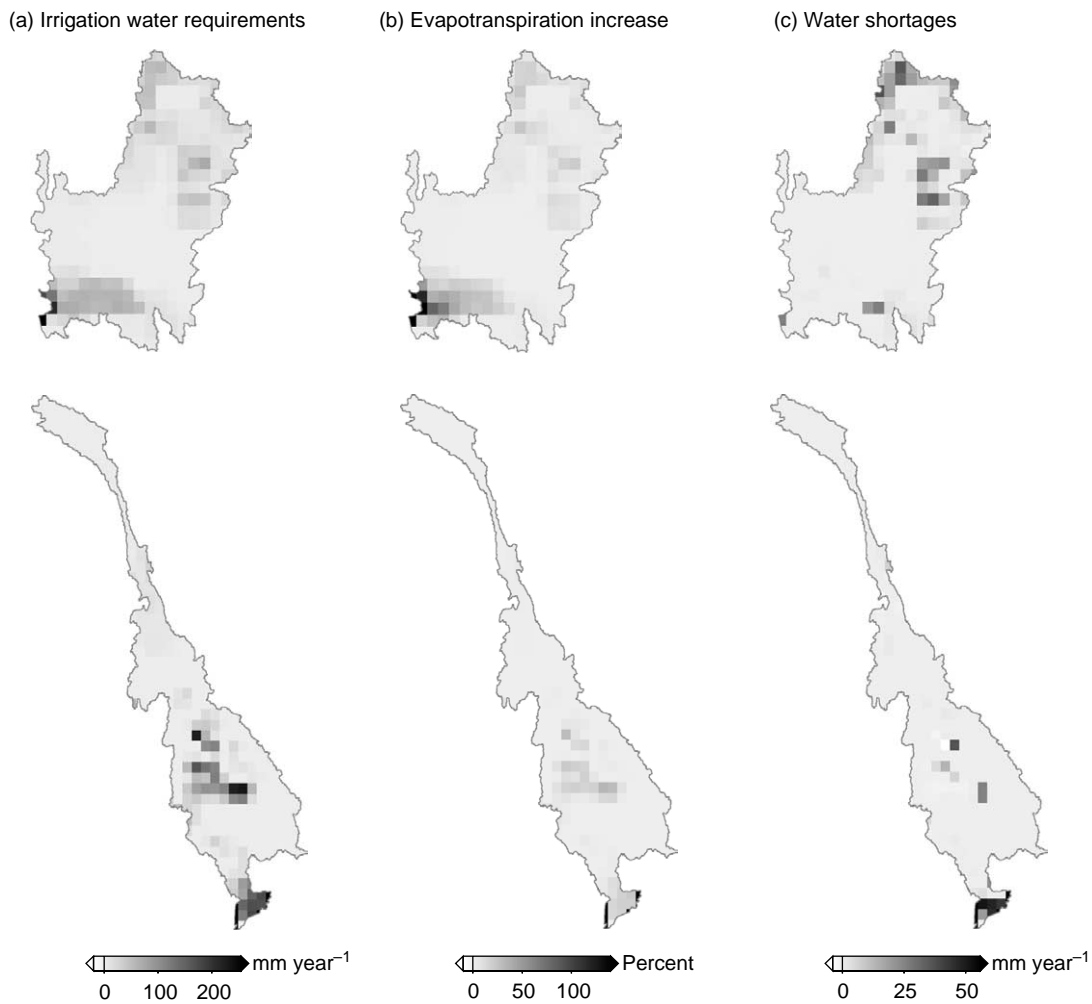 (a) Irrigation water requirements
(b) Evapotranspiration increase
(c) Water shortages
0 100 200 mm year⁻¹
0 50 100 Percent
0 25 50 mm year⁻¹